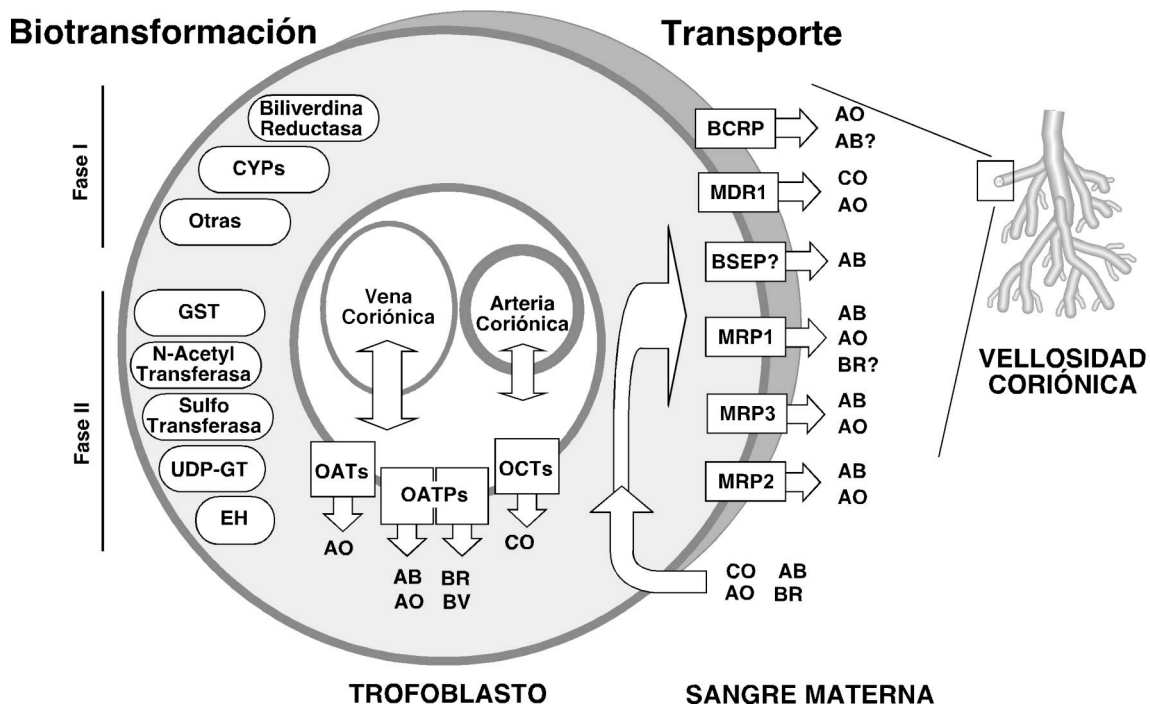 Biotransformación
Transporte
Fase I
Biliverdina
Reductasa
CYPs
Otras
Fase II
GST
N-Acetyl
Transferasa
Sulfo
Transferasa
UDP-GT
EH
Vena
Coriónica
Arteria
Coriónica
OATs
OATPs
OCTs
AO
AB BR
AO BV
CO
BCRP
AO
AB?
MDR1
CO
AO
BSEP?
AB
MRP1
AB
AO
BR?
MRP3
AB
AO
MRP2
AB
AO
CO AB
AO BR
VELLOSIDAD
CORIÓNICA
TROFOBLASTO
SANGRE MATERNA